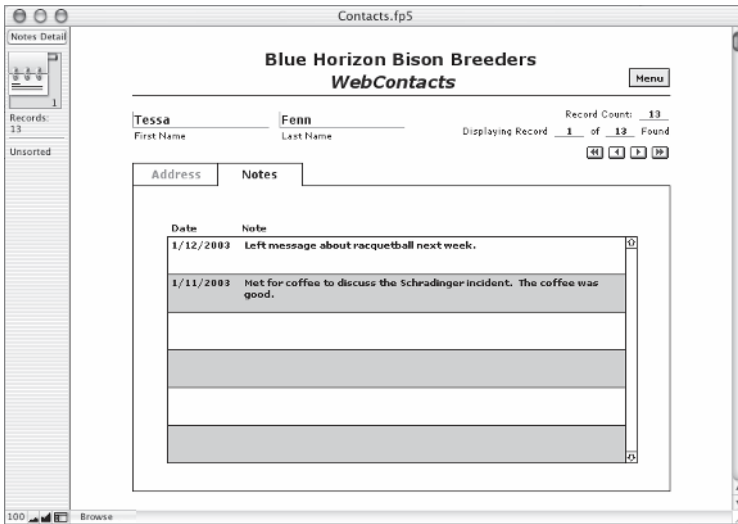 Contacts.fp5
Notes Detail
1
Records:
13
Unsorted
Blue Horizon Bison Breeders
WebContacts
Menu
Tessa Fenn
First Name Last Name
Record Count: 13
Displaying Record 1 of 13 Found
Address Notes
Date Note
1/12/2003 Left message about racquetball next week.
1/11/2003 Met for coffee to discuss the Schradinger incident. The coffee was
good.
100 Browse